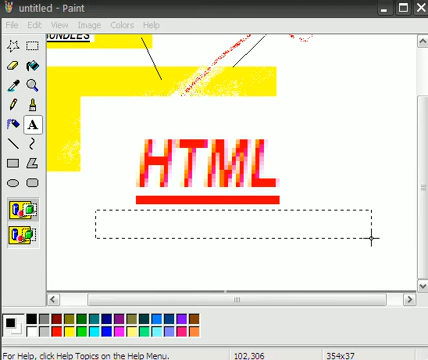 untitled - Paint
File Edit View Image Colors Help
UNDLES
HTML
A
For Help, click Help Topics on the Help Menu. 102,306 354x37